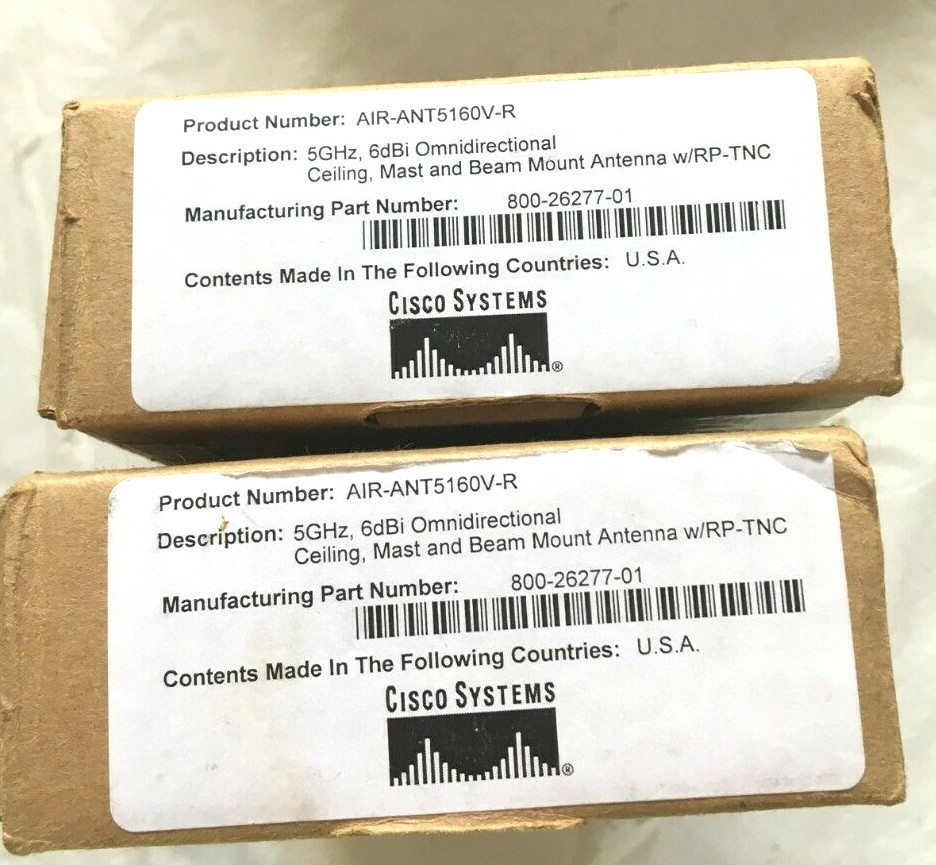 Product Number: AIR-ANT5160V-R
Description: 5GHz, 6dBi Omnidirectional
Ceiling, Mast and Beam Mount Antenna w/RP-TNC
Manufacturing Part Number: 800-26277-01
Contents Made In The Following Countries: U.S.A.
CISCO SYSTEMS
®
Product Number: AIR-ANT5160V-R
Description: 5GHz, 6dBi Omnidirectional
Ceiling, Mast and Beam Mount Antenna w/RP-TNC
Manufacturing Part Number: 800-26277-01
Contents Made In The Following Countries: U.S.A.
CISCO SYSTEMS
®